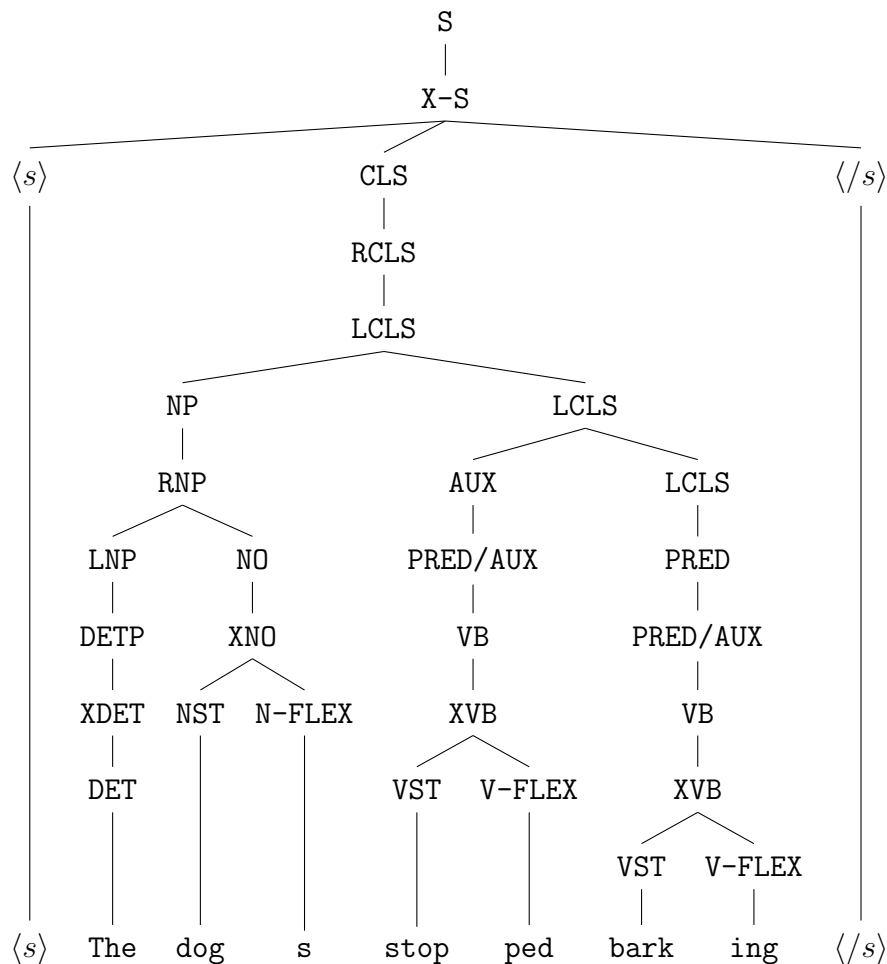 S
X-S
⟨s⟩ CLS ⟨/s⟩
RCLS
LCLS
NP LCLS
RNP AUX LCLS
LNP NO PRED/AUX PRED
DETP XNO VB PRED/AUX
XDET NST N-FLEX XVB VB
DET VST V-FLEX XVB
VST V-FLEX
⟨s⟩ The dog s stop ped bark ing ⟨/s⟩